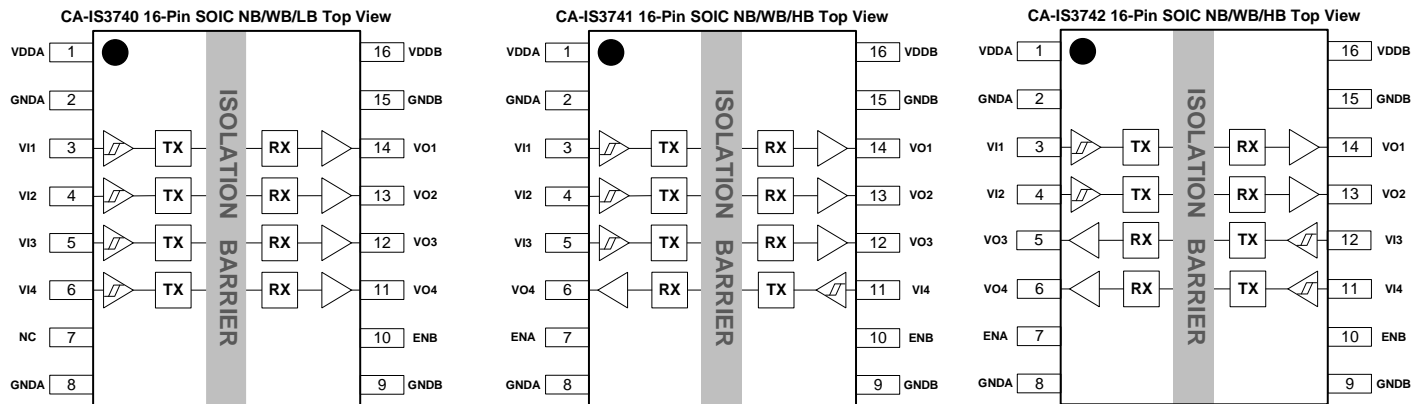 CA-IS3740 16-Pin SOIC NB/WB/LB Top View
VDDA 1 16 VDDB
GNDA 2 15 GNDB
VI1 3 TX RX 14 VO1
VI2 4 TX RX 13 VO2
VI3 5 TX RX 12 VO3
VI4 6 TX RX 11 VO4
NC 7 10 ENB
GNDA 8 9 GNDB
ISOLATION BARRIER
CA-IS3741 16-Pin SOIC NB/WB/HB Top View
VDDA 1 16 VDDB
GNDA 2 15 GNDB
VI1 3 TX RX 14 VO1
VI2 4 TX RX 13 VO2
VI3 5 TX RX 12 VO3
VO4 6 RX TX 11 VI4
ENA 7 10 ENB
GNDA 8 9 GNDB
ISOLATION BARRIER
CA-IS3742 16-Pin SOIC NB/WB/HB Top View
VDDA 1 16 VDDB
GNDA 2 15 GNDB
VI1 3 TX RX 14 VO1
VI2 4 TX RX 13 VO2
VO3 5 RX TX 12 VI3
VO4 6 RX TX 11 VI4
ENA 7 10 ENB
GNDA 8 9 GNDB
ISOLATION BARRIER